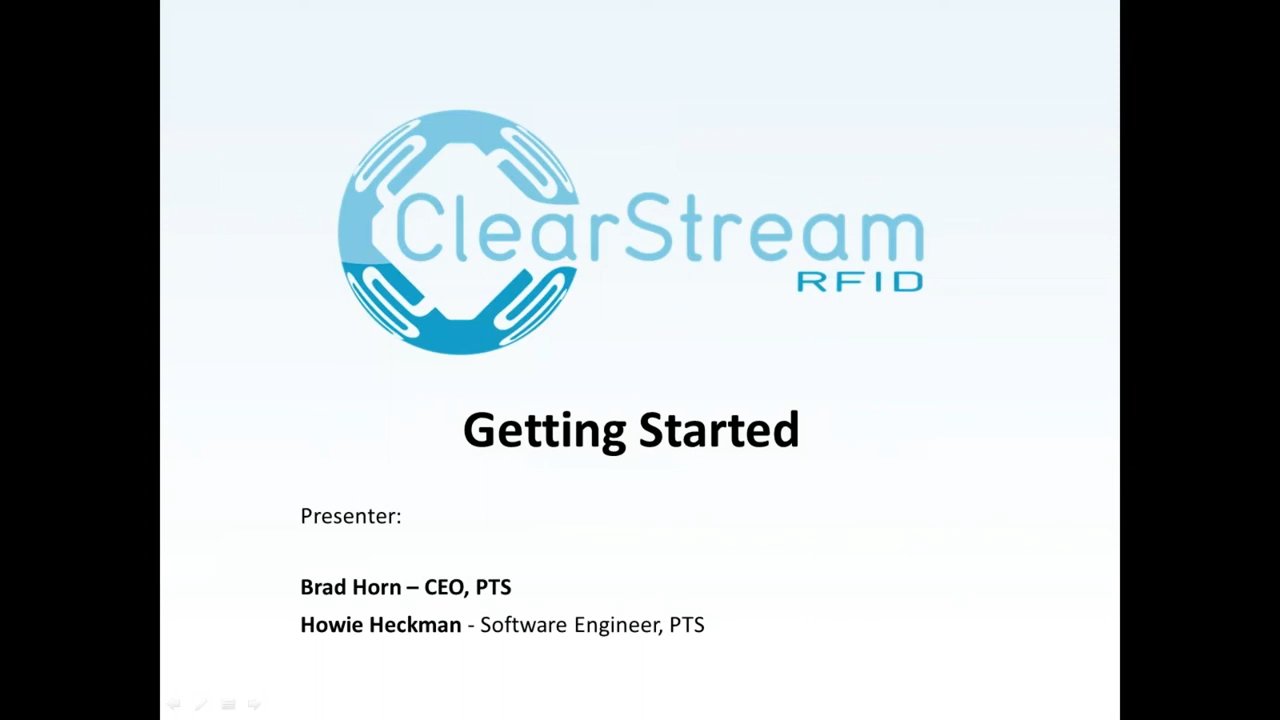 ClearStream
RFID
Getting Started
Presenter:
Brad Horn – CEO, PTS
Howie Heckman - Software Engineer, PTS